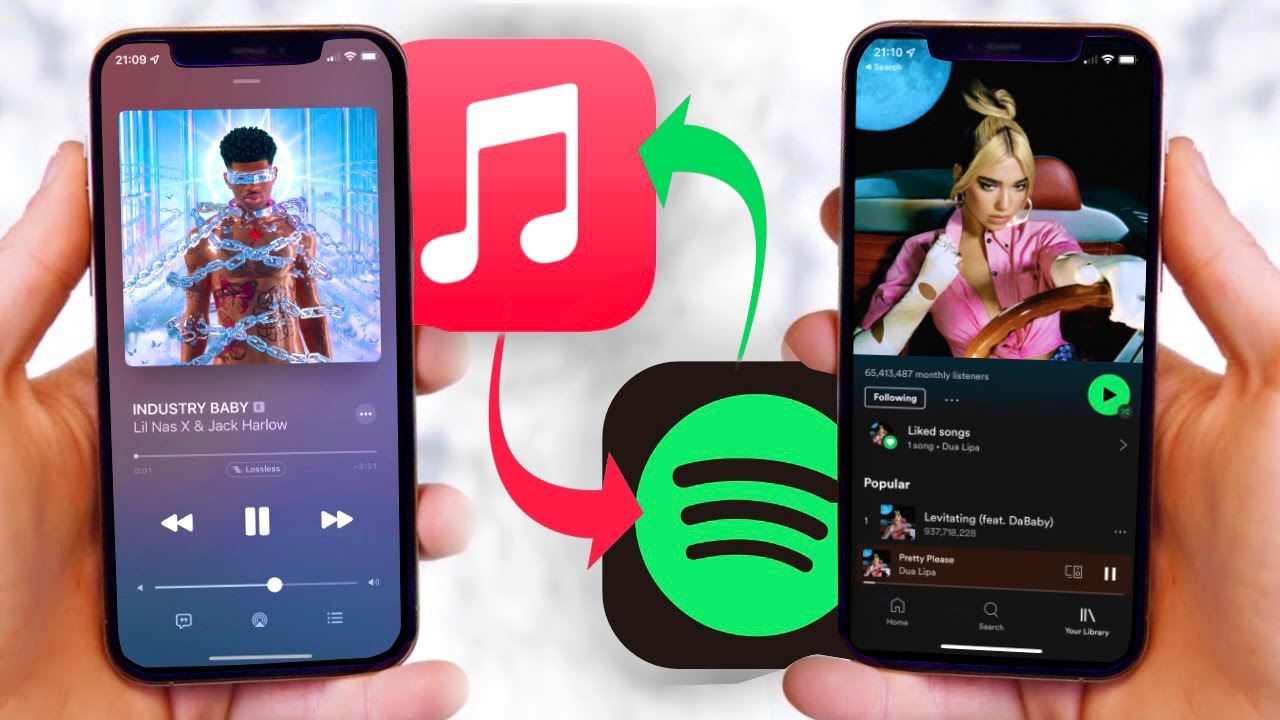 21:09
INDUSTRY BABY E
Lil Nas X & Jack Harlow
0:01
Lossless
-3:31
21:10
Search
65,413,487 monthly listeners
Following
Liked songs
1 song • Dua Lipa
Popular
1
Levitating (feat. DaBaby)
937,718,228
Pretty Please
Dua Lipa
Home
Search
Your Library